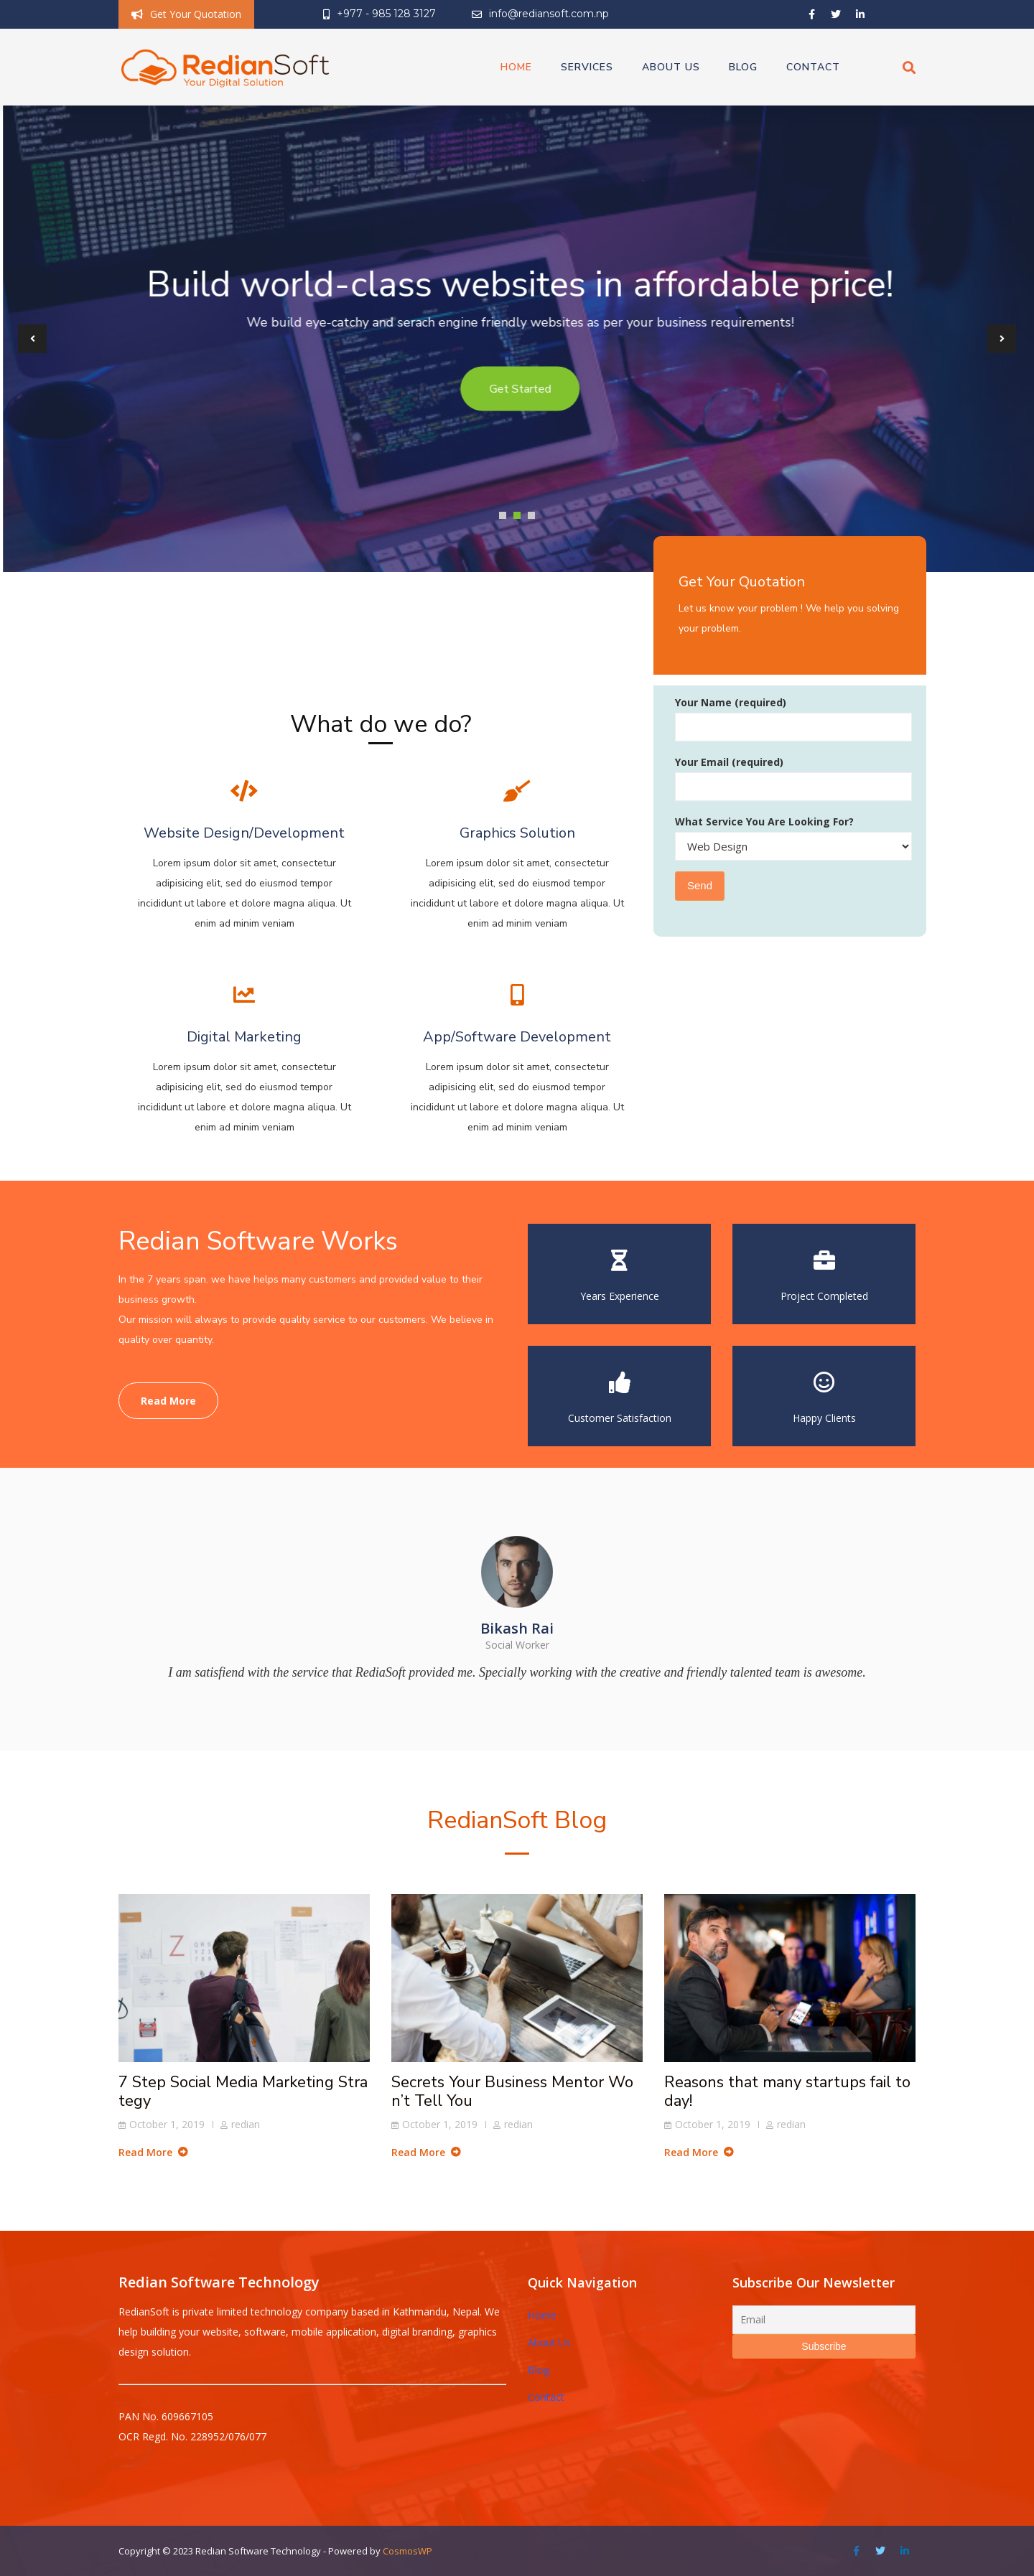 Get Your Quotation
+977 - 985 128 3127
info@rediansoft.com.np
RedianSoft
Your Digital Solution
HOME
SERVICES
ABOUT US
BLOG
CONTACT
Build world-class websites in affordable price!
We build eye-catchy and serach engine friendly websites as per your business requirements!
Get Started
Get Your Quotation
Let us know your problem ! We help you solving
your problem.
Your Name (required)
Your Email (required)
What Service You Are Looking For?
Web Design
Send
What do we do?
Website Design/Development
Lorem ipsum dolor sit amet, consectetur
adipisicing elit, sed do eiusmod tempor
incididunt ut labore et dolore magna aliqua. Ut
enim ad minim veniam
Graphics Solution
Lorem ipsum dolor sit amet, consectetur
adipisicing elit, sed do eiusmod tempor
incididunt ut labore et dolore magna aliqua. Ut
enim ad minim veniam
Digital Marketing
Lorem ipsum dolor sit amet, consectetur
adipisicing elit, sed do eiusmod tempor
incididunt ut labore et dolore magna aliqua. Ut
enim ad minim veniam
App/Software Development
Lorem ipsum dolor sit amet, consectetur
adipisicing elit, sed do eiusmod tempor
incididunt ut labore et dolore magna aliqua. Ut
enim ad minim veniam
Redian Software Works
In the 7 years span. we have helps many customers and provided value to their
business growth.
Our mission will always to provide quality service to our customers. We believe in
quality over quantity.
Read More
Years Experience
Project Completed
Customer Satisfaction
Happy Clients
Bikash Rai
Social Worker
I am satisfiend with the service that RediaSoft provided me. Specially working with the creative and friendly talented team is awesome.
RedianSoft Blog
7 Step Social Media Marketing Stra
tegy
October 1, 2019
redian
Read More
Secrets Your Business Mentor Wo
n’t Tell You
October 1, 2019
redian
Read More
Reasons that many startups fail to
day!
October 1, 2019
redian
Read More
Redian Software Technology
RedianSoft is private limited technology company based in Kathmandu, Nepal. We
help building your website, software, mobile application, digital branding, graphics
design solution.
PAN No. 609667105
OCR Regd. No. 228952/076/077
Quick Navigation
Home
About Us
Blog
Contact
Subscribe Our Newsletter
Email
Subscribe
Copyright © 2023 Redian Software Technology - Powered by CosmosWP